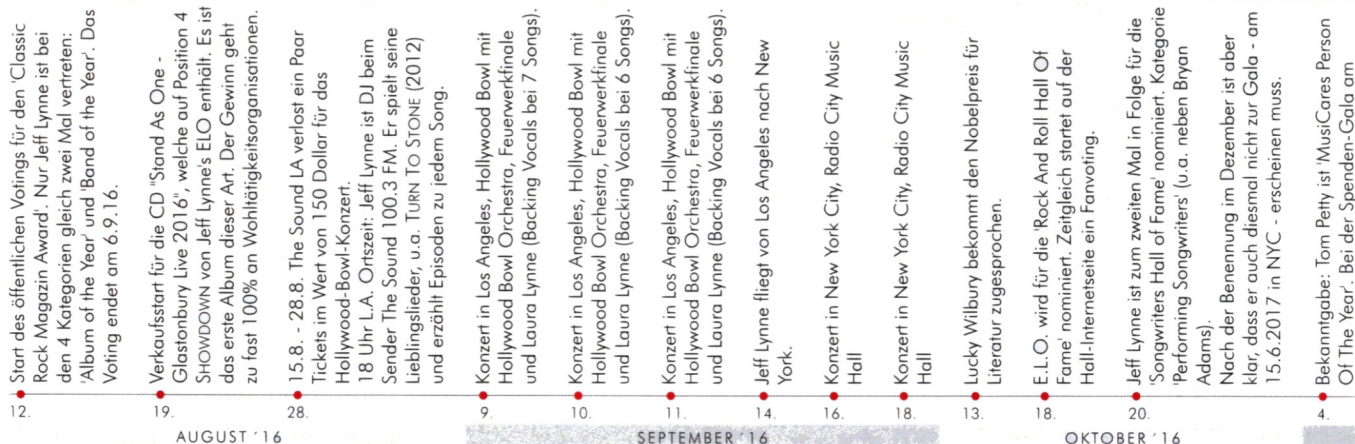 Start des öffentlichen Votings für den 'Classic
Rock Magazin Award'. Nur Jeff Lynne ist bei
den 4 Kategorien gleich zwei Mal vertreten:
'Album of the Year' und 'Band of the Year'. Das
Voting endet am 6.9.16.
12.
Verkaufsstart für die CD "Stand As One -
Glastonbury Live 2016", welche auf Position 4
SHOWDOWN von Jeff Lynne's ELO enthält. Es ist
das erste Album dieser Art. Der Gewinn geht
zu fast 100% an Wohltätigkeitsorganisationen.
19.
15.8. - 28.8. The Sound LA verlost ein Paar
Tickets im Wert von 150 Dollar für das
Hollywood-Bowl-Konzert.
18 Uhr L.A. Ortszeit: Jeff Lynne ist DJ beim
Sender The Sound 100.3 FM. Er spielt seine
Lieblingslieder, u.a. TURN TO STONE (2012)
und erzählt Episoden zu jedem Song.
28.
AUGUST '16
Konzert in Los Angeles, Hollywood Bowl mit
Hollywood Bowl Orchestra, Feuerwerkfinale
und Laura Lynne (Backing Vocals bei 7 Songs).
9.
Konzert in Los Angeles, Hollywood Bowl mit
Hollywood Bowl Orchestra, Feuerwerkfinale
und Laura Lynne (Backing Vocals bei 6 Songs).
10.
Konzert in Los Angeles, Hollywood Bowl mit
Hollywood Bowl Orchestra, Feuerwerkfinale
und Laura Lynne (Backing Vocals bei 6 Songs).
11.
Jeff Lynne fliegt von Los Angeles nach New
York.
14.
Konzert in New York City, Radio City Music
Hall
16.
Konzert in New York City, Radio City Music
Hall
18.
SEPTEMBER '16
Lucky Wilbury bekommt den Nobelpreis für
Literatur zugesprochen.
13.
E.L.O. wird für die 'Rock And Roll Hall Of
Fame' nominiert. Zeitgleich startet auf der
Hall-Internetseite ein Fanvoting.
18.
Jeff Lynne ist zum zweiten Mal in Folge für die
'Songwriters Hall of Fame' nominiert. Kategorie
'Performing Songwriters' (u.a. neben Bryan
Adams).
Nach der Benennung im Dezember ist aber
klar, dass er auch diesmal nicht zur Gala - am
15.6.2017 in NYC - erscheinen muss.
20.
OKTOBER '16
Bekanntgabe: Tom Petty ist 'MusiCares Person
Of The Year'. Bei der Spenden-Gala am
4.